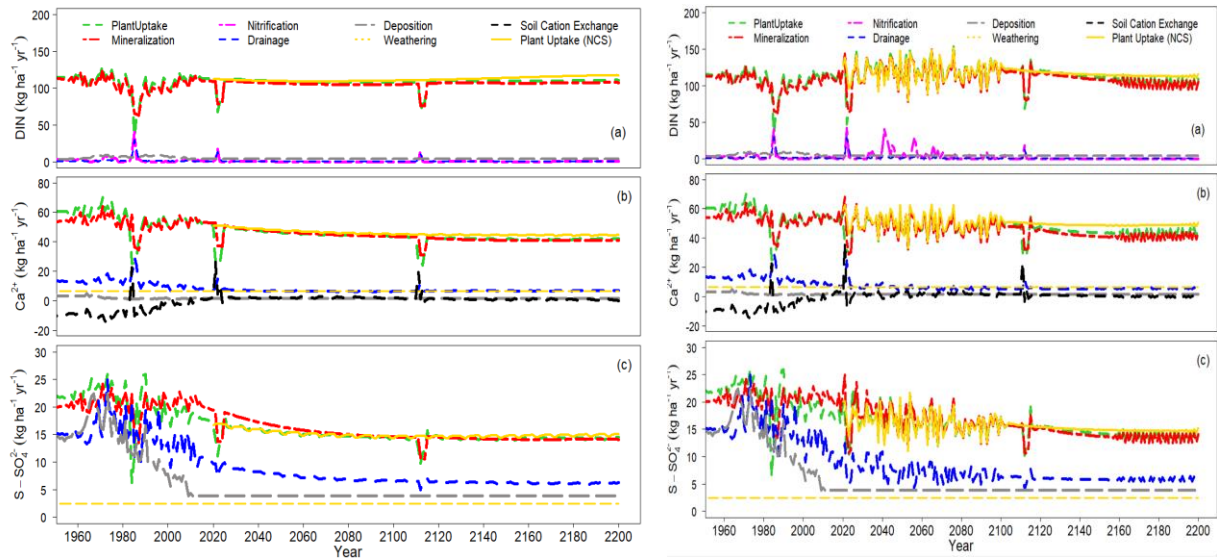 PlantUptake Nitrification Deposition Soil Cation Exchange
Mineralization Drainage Weathering Plant Uptake (NCS)
DIN (kg ha⁻¹ yr⁻¹)
200
150
100
50
0
(a)
Ca²⁺ (kg ha⁻¹ yr⁻¹)
80
60
40
20
0
-20
(b)
S – SO₄²⁻ (kg ha⁻¹ yr⁻¹)
30
25
20
15
10
5
0
(c)
1960 1980 2000 2020 2040 2060 2080 2100 2120 2140 2160 2180 2200
Year
PlantUptake Nitrification Deposition Soil Cation Exchange
Mineralization Drainage Weathering Plant Uptake (NCS)
DIN (kg ha⁻¹ yr⁻¹)
200
150
100
50
0
(a)
Ca²⁺ (kg ha⁻¹ yr⁻¹)
80
60
40
20
0
-20
(b)
S – SO₄²⁻ (kg ha⁻¹ yr⁻¹)
30
25
20
15
10
5
0
(c)
1960 1980 2000 2020 2040 2060 2080 2100 2120 2140 2160 2180 2200
Year